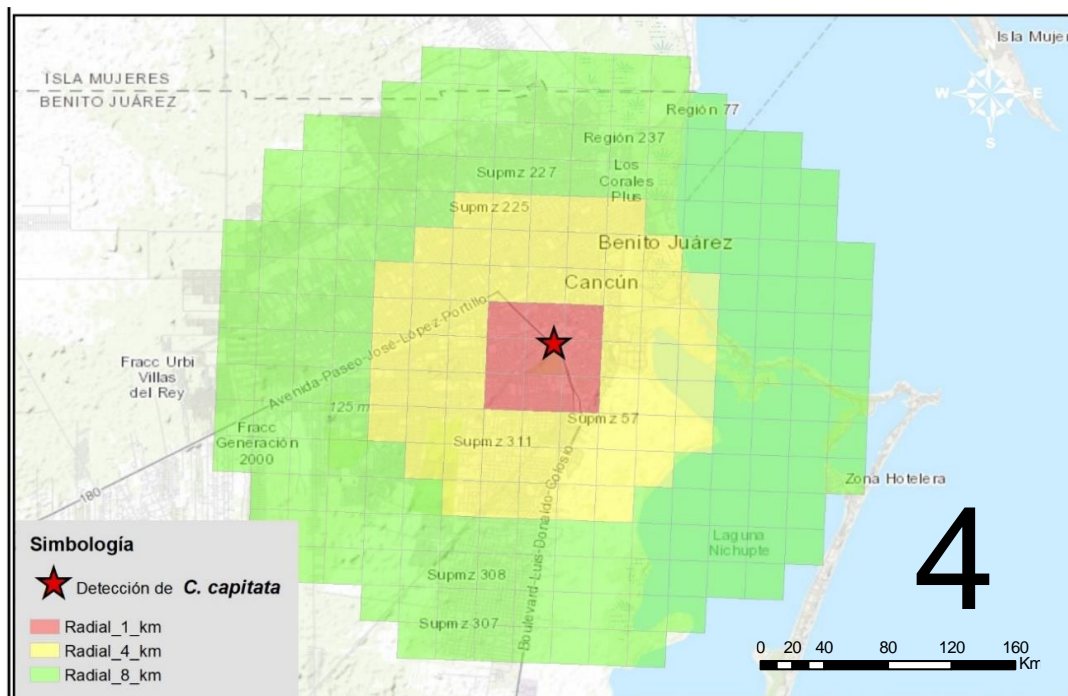 Isla Mujer
N
W E
S
ISLA MUJERES
BENITO JUÁREZ
Región 77
Región 237
Los
Corales
Plus
Supmz 227
Supmz 225
Benito Juárez
Cancún
Avenida-Paseo-José-López-Portillo
Fracc Urbi
Villas
del Rey
125 m
Supmz 57
Fracc
Generación
2000
Supmz 311
180
Boulevard-Luis-Donaldo-Colosio
Zona Hotelera
Laguna
Nichupte
Supmz 308
Supmz 307
Simbología
Detección de C. capitata
Radial_1_km
Radial_4_km
Radial_8_km
4
0 20 40 80 120 160
Km